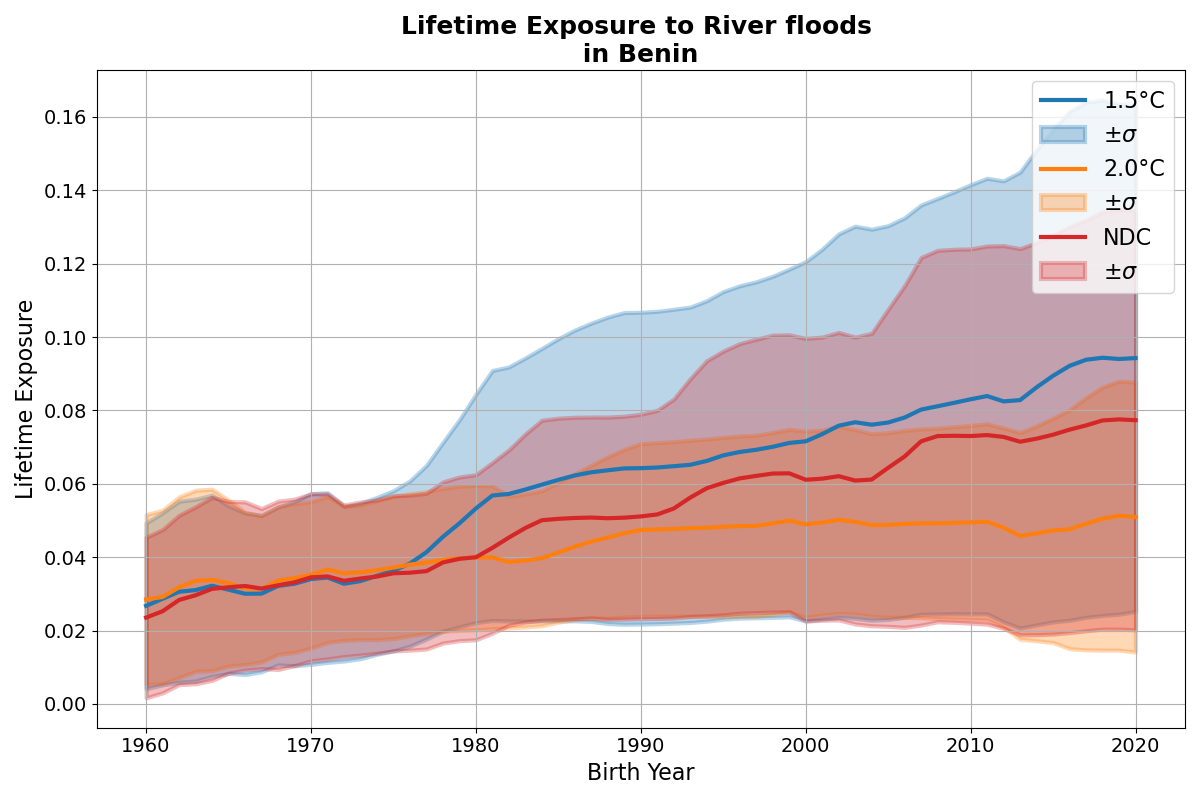 Lifetime Exposure to River floods
in Benin
Lifetime Exposure
0.16
0.14
0.12
0.10
0.08
0.06
0.04
0.02
0.00
1.5°C
±σ
2.0°C
±σ
NDC
±σ
1960
1970
1980
1990
2000
2010
2020
Birth Year